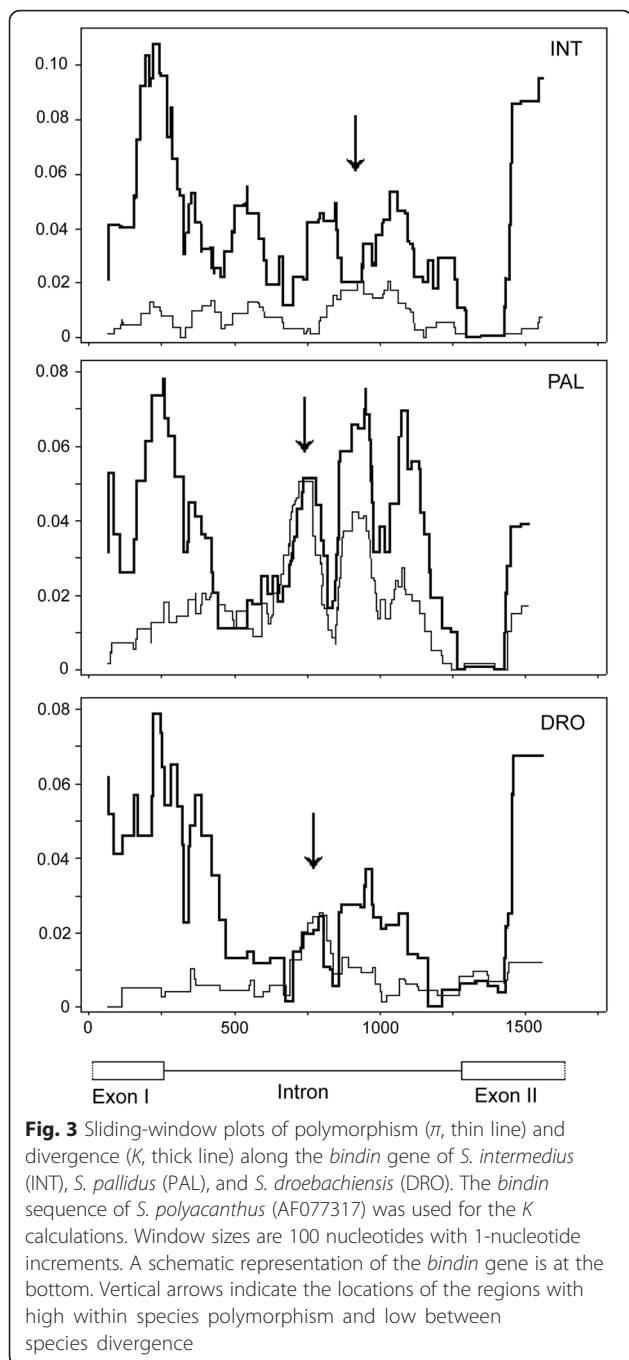 INT
0.10
0.08
0.06
0.04
0.02
0
PAL
0.08
0.06
0.04
0.02
0
DRO
0.08
0.06
0.04
0.02
0
0 500 750 1000 1500
Exon I Intron Exon II
Fig. 3 Sliding-window plots of polymorphism (π, thin line) and
divergence (K, thick line) along the bindin gene of S. intermedius
(INT), S. pallidus (PAL), and S. droebachiensis (DRO). The bindin
sequence of S. polyacanthus (AF077317) was used for the K
calculations. Window sizes are 100 nucleotides with 1-nucleotide
increments. A schematic representation of the bindin gene is at the
bottom. Vertical arrows indicate the locations of the regions with
high within species polymorphism and low between
species divergence